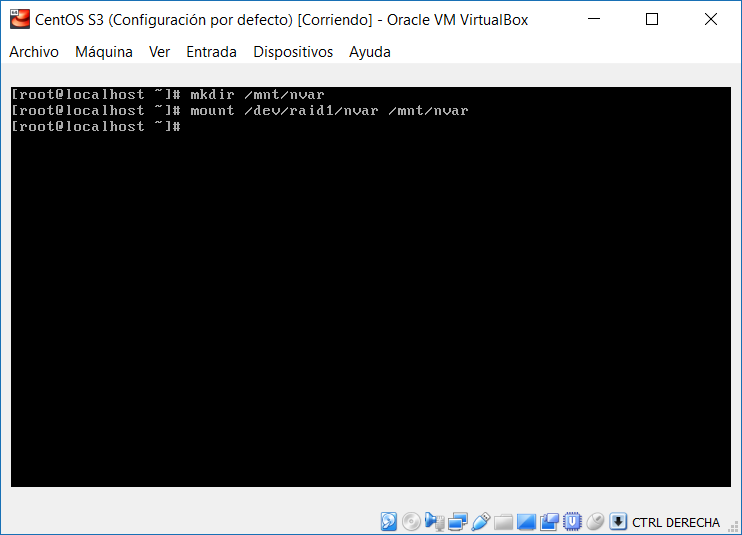 CentOS S3 (Configuración por defecto) [Corriendo] - Oracle VM VirtualBox
Archivo Máquina Ver Entrada Dispositivos Ayuda
[root@localhost ~]# mkdir /mnt/nvar
[root@localhost ~]# mount /dev/raid1/nvar /mnt/nvar
[root@localhost ~]#
CTRL DERECHA